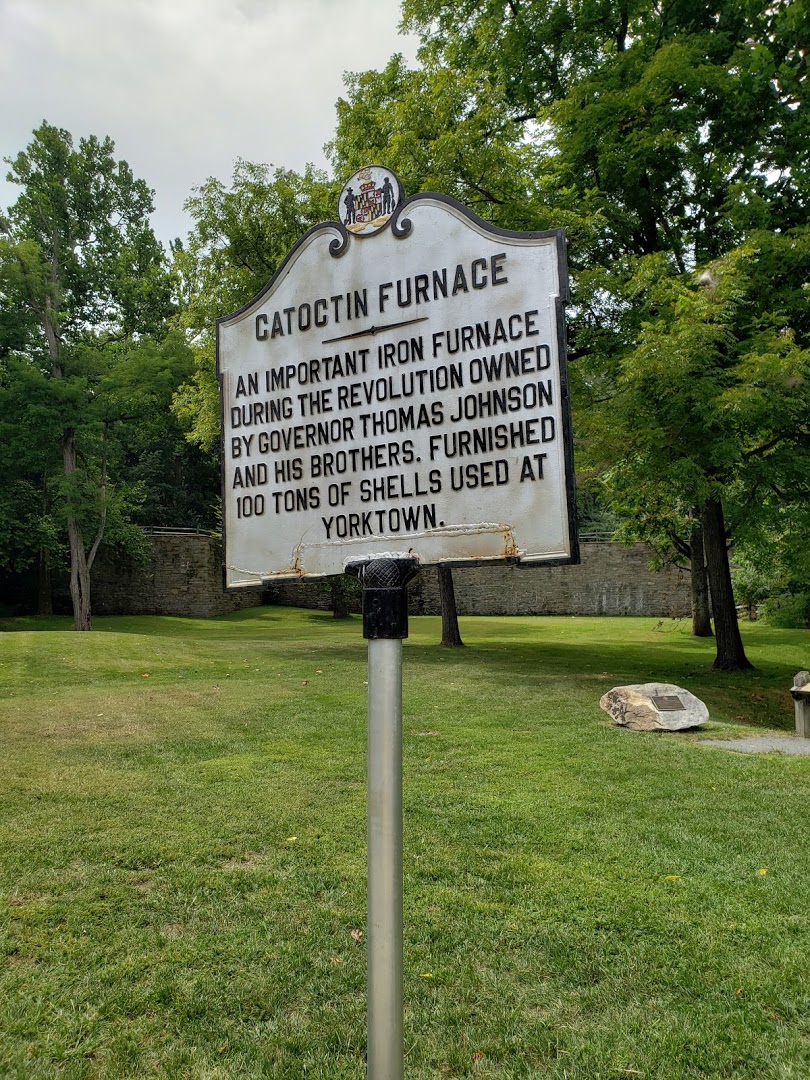 CATOCTIN FURNACE
AN IMPORTANT IRON FURNACE
DURING THE REVOLUTION OWNED
BY GOVERNOR THOMAS JOHNSON
AND HIS BROTHERS. FURNISHED
100 TONS OF SHELLS USED AT
YORKTOWN.